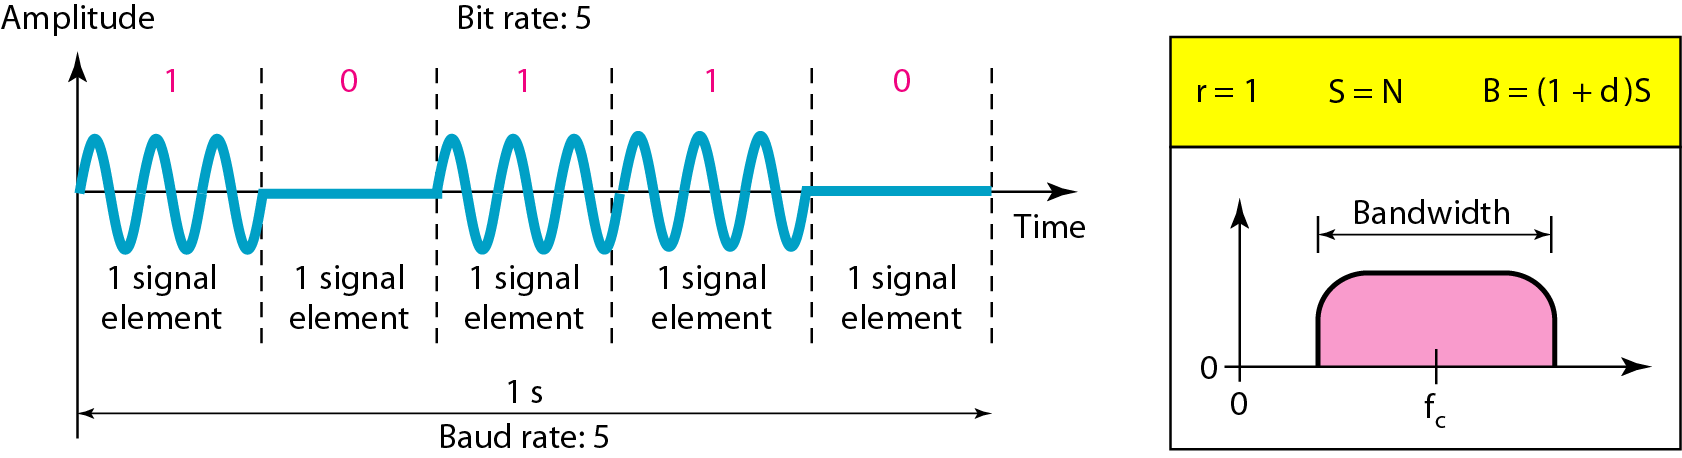 Amplitude
Bit rate: 5
1 0 1 1 0
Time
1 signal element
1 signal element
1 signal element
1 signal element
1 signal element
1 s
Baud rate: 5
r = 1 S = N B = (1 + d)S
Bandwidth
0
0
fc